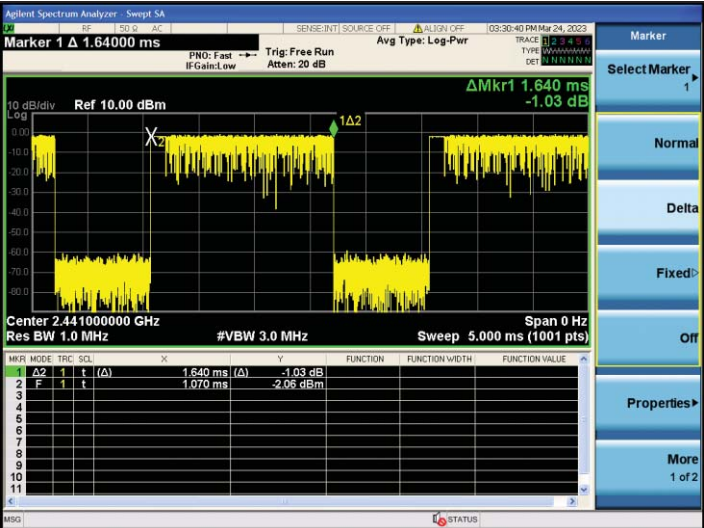 Agilent Spectrum Analyzer - Swept SA
RF 50 Ω AC SENSE:INT SOURCE OFF ALIGN OFF 03:30:40 PM Mar 24, 2023
Marker 1 Δ 1.64000 ms
PNO: Fast
IFGain:Low
Trig: Free Run
Atten: 20 dB
Avg Type: Log-Pwr
TRACE 1 2 3 4 5 6
TYPE
DET N N N N N N
ΔMkr1 1.640 ms
-1.03 dB
10 dB/div Ref 10.00 dBm
Log
1Δ2
0.00
X2
-10.0
-20.0
-30.0
-40.0
-50.0
-60.0
-70.0
-80.0
Center 2.441000000 GHz Span 0 Hz
Res BW 1.0 MHz #VBW 3.0 MHz Sweep 5.000 ms (1001 pts)
MKR MODE TRC SCL X Y FUNCTION FUNCTION WIDTH FUNCTION VALUE
1 Δ2 1 t (Δ) 1.640 ms (Δ) -1.03 dB
2 F 1 t 1.070 ms -2.06 dBm
3
4
5
6
7
8
9
10
11
MSG STATUS
Marker
Select Marker
1
Normal
Delta
Fixed
Off
Properties
More
1 of 2